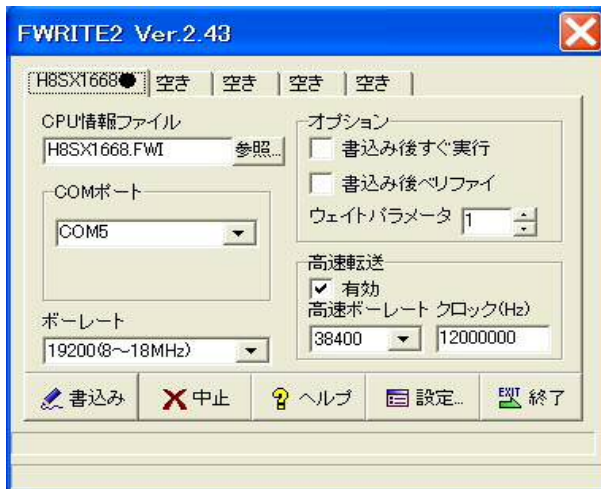 FWRITE2 Ver.2.43
H8SX1668● 空き 空き 空き 空き
CPU情報ファイル
H8SX1668.FWI 参照...
COMポート
COM5
ボーレート
19200(8～18MHz)
オプション
書込み後すぐ実行
書込み後ベリファイ
ウェイトパラメータ 1
高速転送
有効
高速ボーレート クロック(Hz)
38400 12000000
書込み 中止 ヘルプ 設定... EXIT 終了